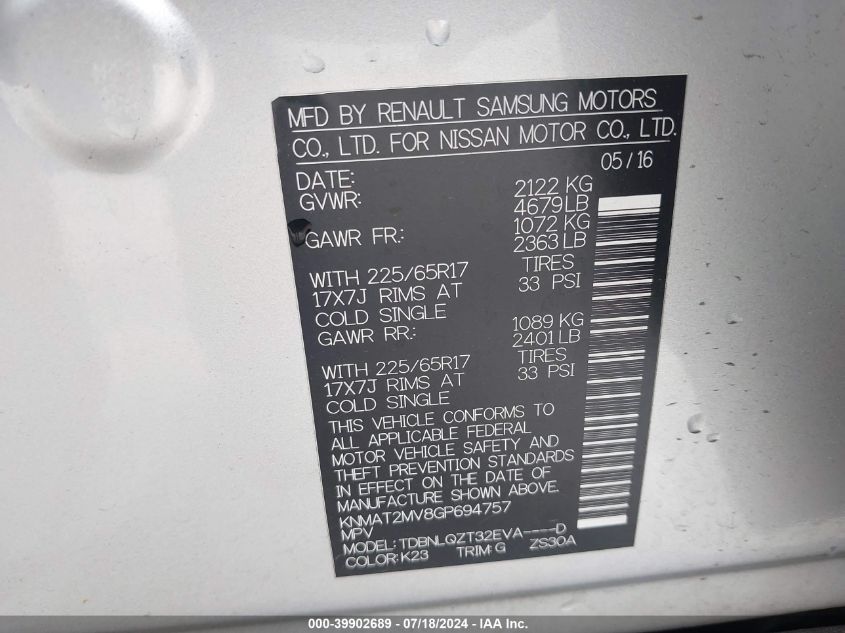 MFD BY RENAULT SAMSUNG MOTORS
CO., LTD. FOR NISSAN MOTOR CO., LTD.
05 / 16
DATE:
GVWR: 2122 KG
4679 LB
GAWR FR.: 1072 KG
2363 LB
WITH 225/65R17 TIRES
17X7J RIMS AT 33 PSI
COLD SINGLE
GAWR RR.: 1089 KG
2401 LB
WITH 225/65R17 TIRES
17X7J RIMS AT 33 PSI
COLD SINGLE
THIS VEHICLE CONFORMS TO
ALL APPLICABLE FEDERAL
MOTOR VEHICLE SAFETY AND
THEFT PREVENTION STANDARDS
IN EFFECT ON THE DATE OF
MANUFACTURE SHOWN ABOVE.
KNMAT2MV8GP694757
MPV
MODEL: TDBNLQZT32EVA----D
COLOR: K23 TRIM: G ZS30A
000-39902689 - 07/18/2024 - IAA Inc.